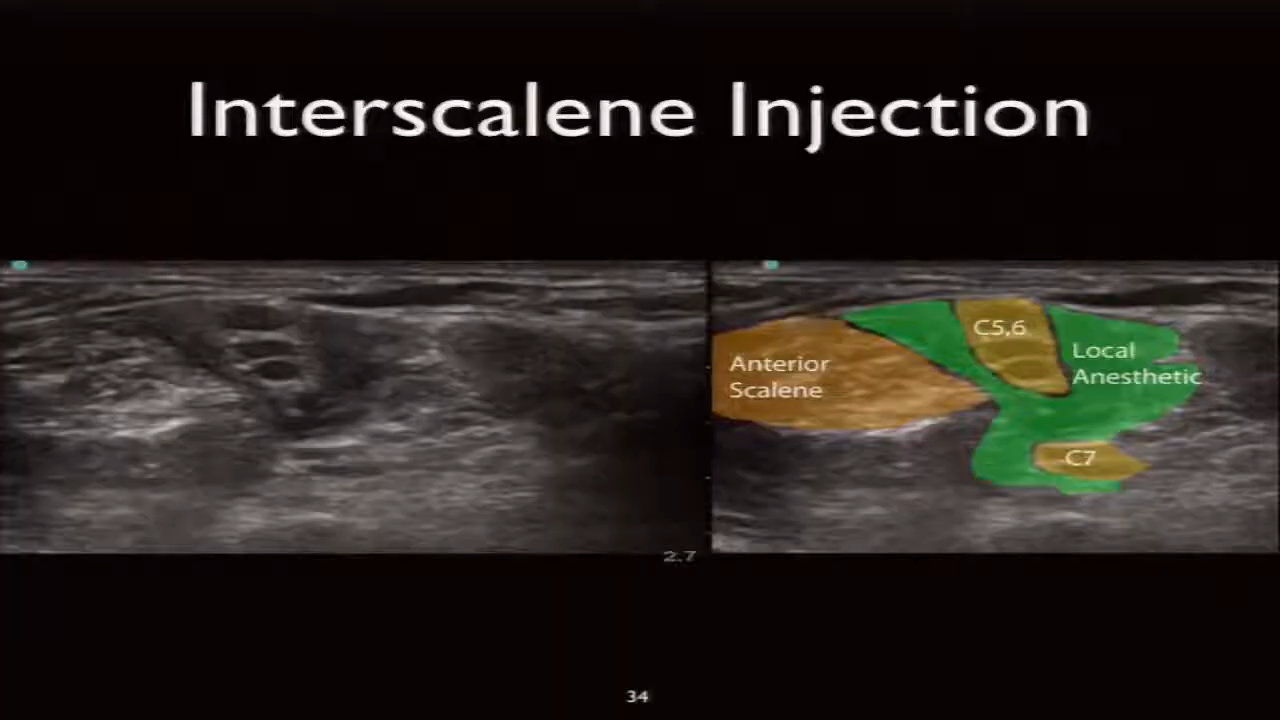 Interscalene Injection
C5,6
Local
Anesthetic
Anterior
Scalene
C7
2.7
34